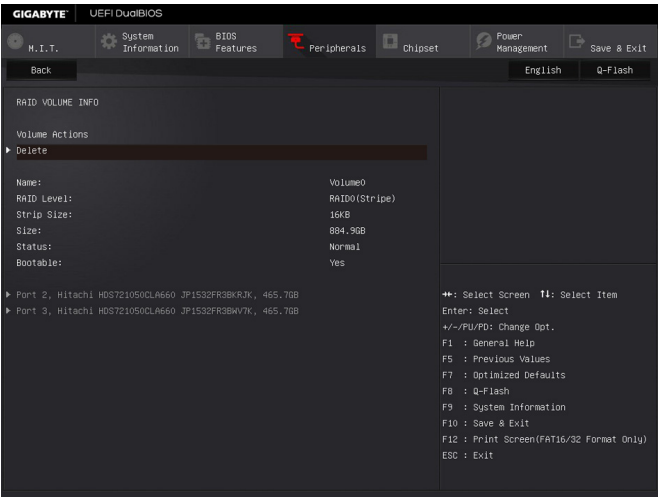 GIGABYTE™ UEFI DualBIOS
M.I.T. System Information BIOS Features Peripherals Chipset Power Management Save & Exit
Back English Q-Flash
RAID VOLUME INFO
Volume Actions
Delete
Name: Volume0
RAID Level: RAID0(Stripe)
Strip Size: 16KB
Size: 884.9GB
Status: Normal
Bootable: Yes
Port 2, Hitachi HDS721050CLA660 JP1532FR3BKRJK, 465.7GB
Port 3, Hitachi HDS721050CLA660 JP1532FR3BWV7K, 465.7GB
→←: Select Screen ↑↓: Select Item
Enter: Select
+/-/PU/PD: Change Opt.
F1 : General Help
F5 : Previous Values
F7 : Optimized Defaults
F8 : Q-Flash
F9 : System Information
F10 : Save & Exit
F12 : Print Screen(FAT16/32 Format Only)
ESC : Exit